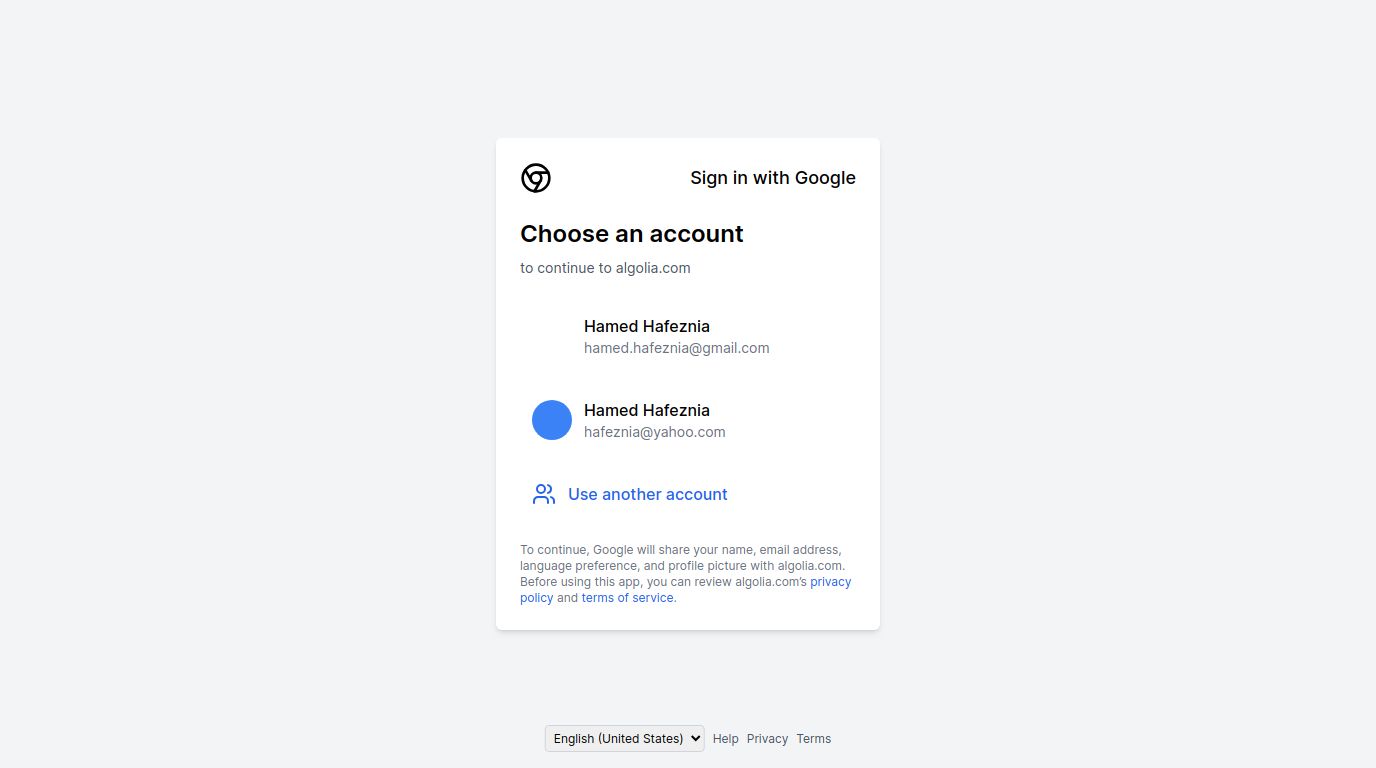 Sign in with Google
Choose an account
to continue to algolia.com
Hamed Hafeznia
hamed.hafeznia@gmail.com
Hamed Hafeznia
hafeznia@yahoo.com
Use another account
To continue, Google will share your name, email address,
language preference, and profile picture with algolia.com.
Before using this app, you can review algolia.com’s privacy
policy and terms of service.
English (United States) Help Privacy Terms